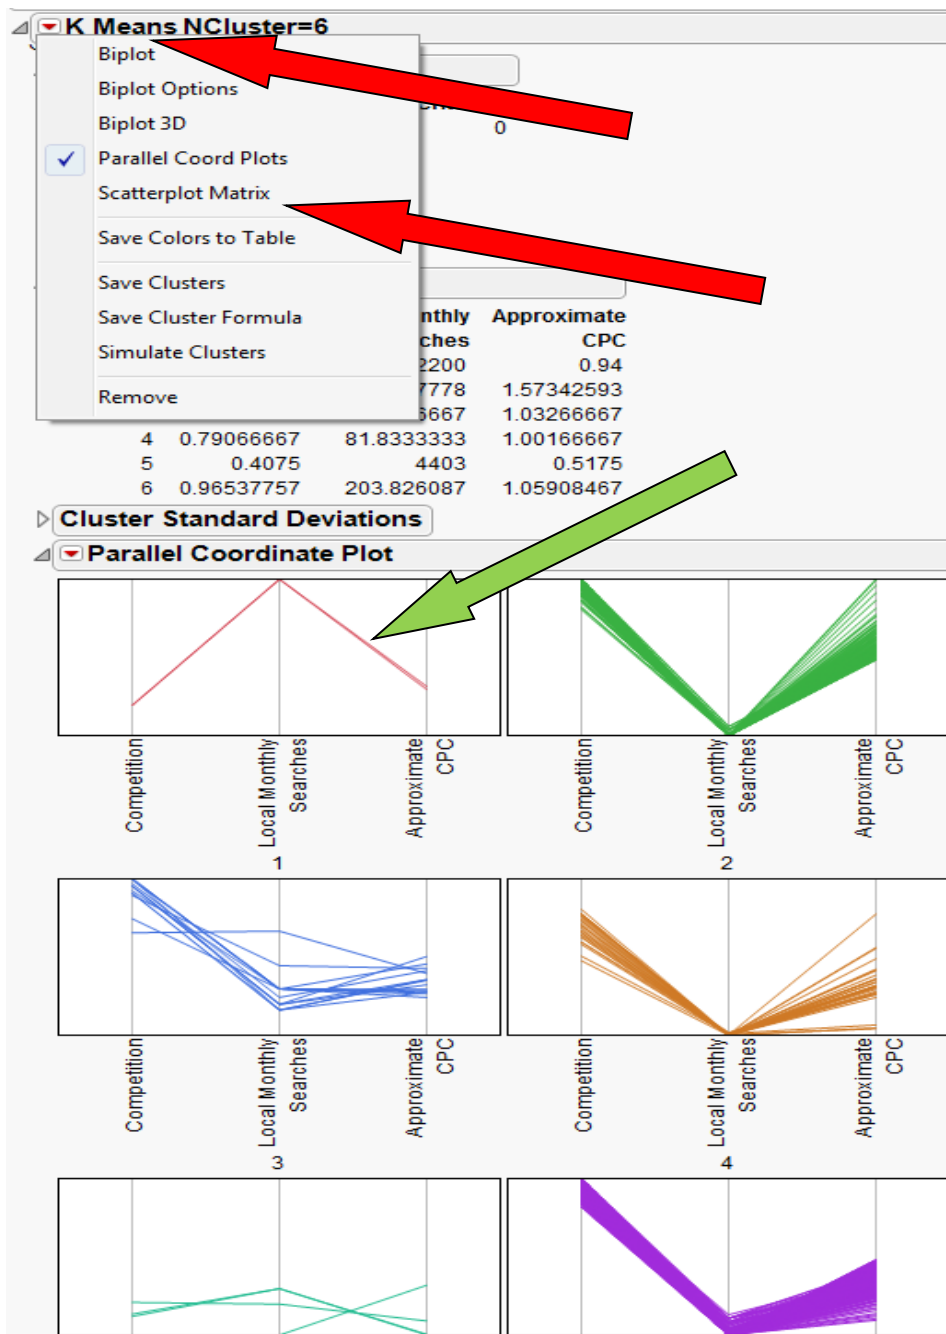 K Means NCluster=6
Biplot
Biplot Options
Biplot 3D
0
Parallel Coord Plots
Scatterplot Matrix
Save Colors to Table
Save Clusters
Save Cluster Formula
Simulate Clusters
Remove
nthly Approximate
ches CPC
2200 0.94
7778 1.57342593
6667 1.03266667
4 0.79066667 81.8333333 1.00166667
5 0.4075 4403 0.5175
6 0.96537757 203.826087 1.05908467
Cluster Standard Deviations
Parallel Coordinate Plot
Competition
Local Monthly
Searches
Approximate
CPC
1
Competition
Local Monthly
Searches
Approximate
CPC
2
Competition
Local Monthly
Searches
Approximate
CPC
3
Competition
Local Monthly
Searches
Approximate
CPC
4